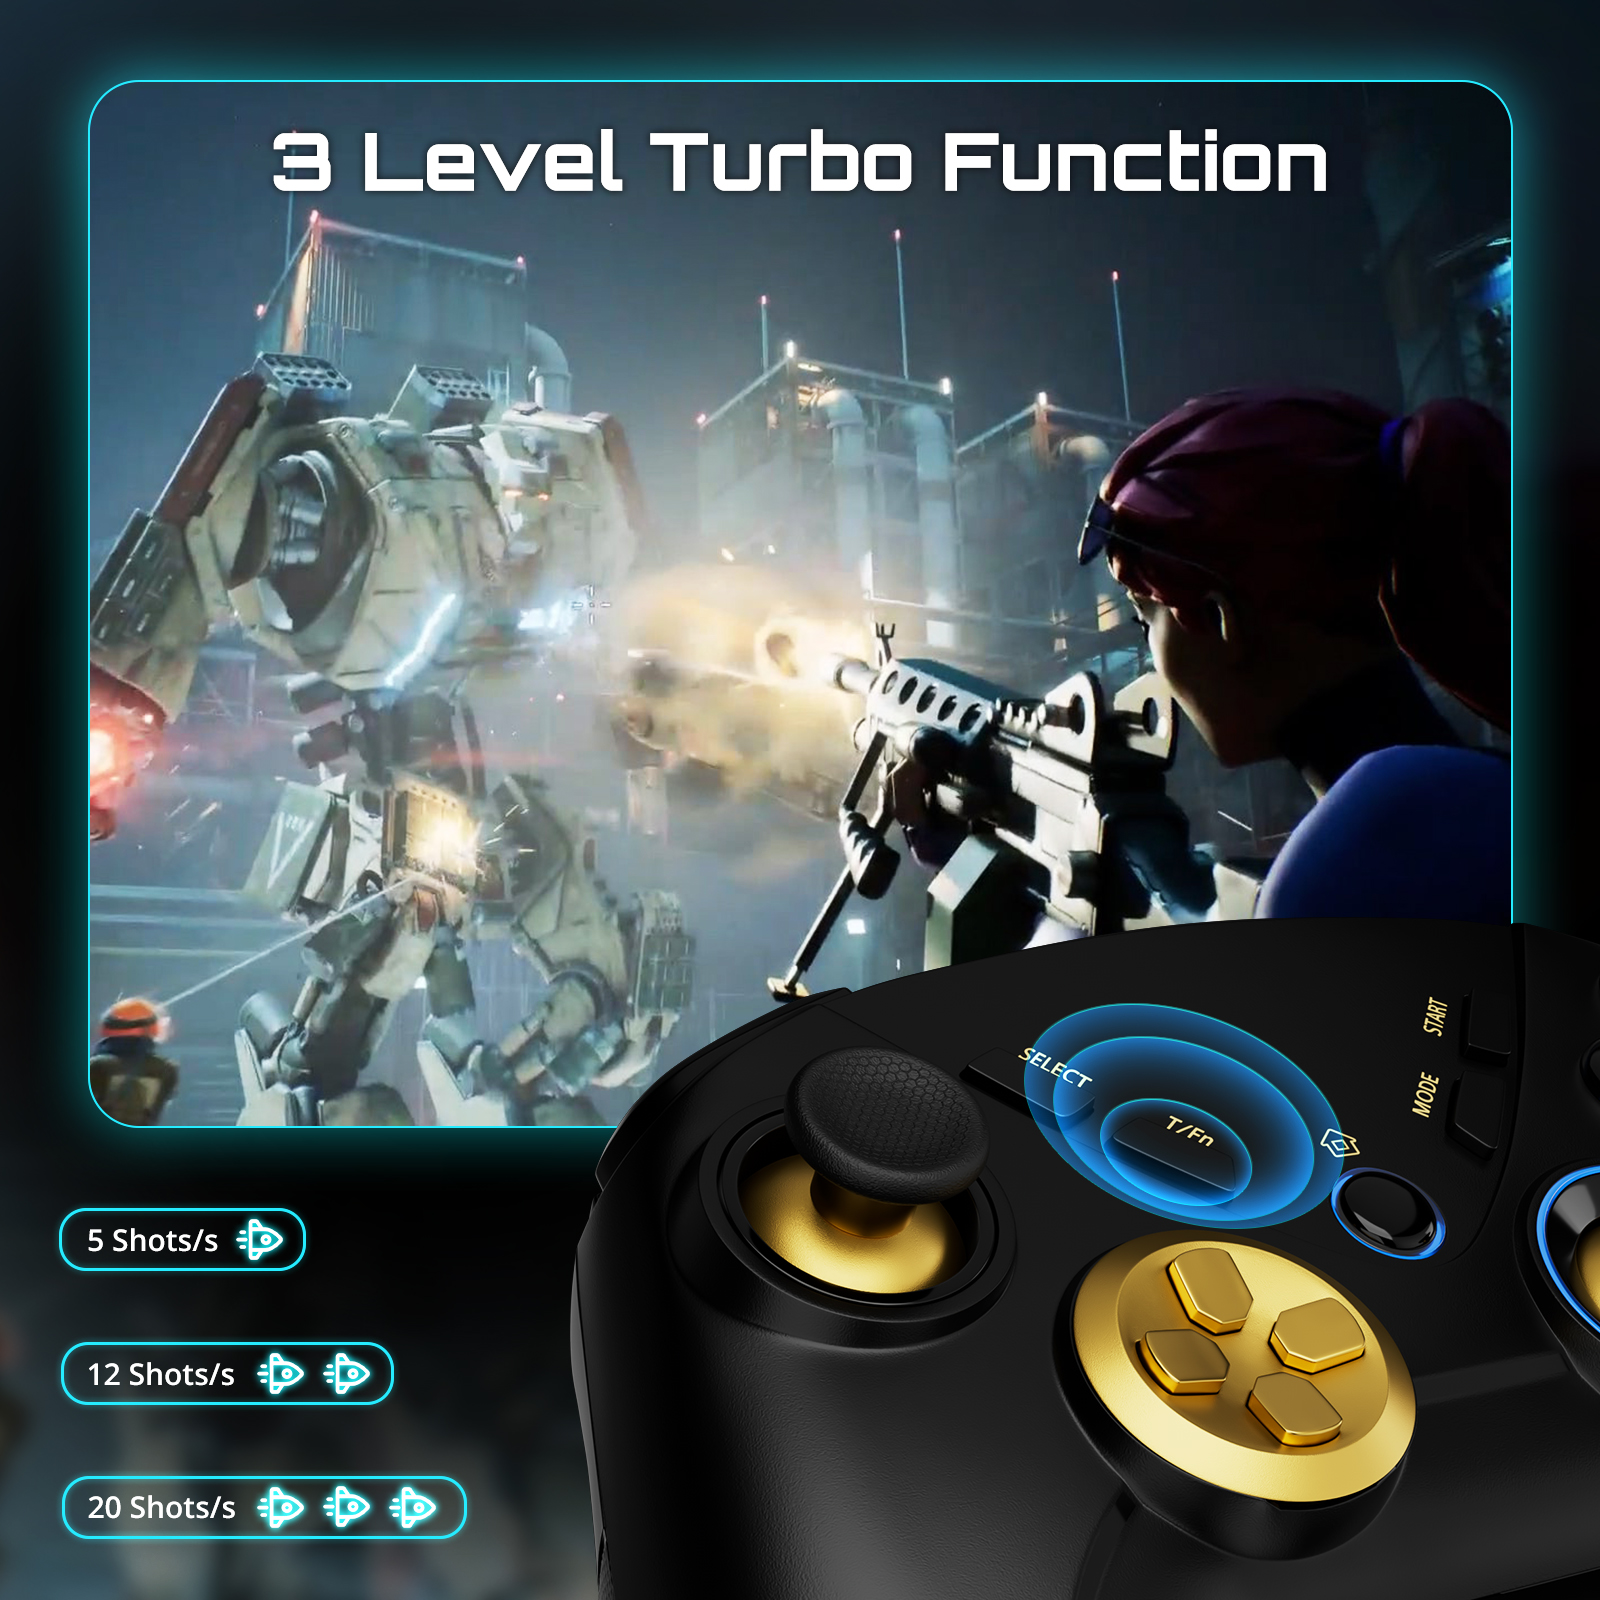 3 Level Turbo Function
START
SELECT
MODE
T/Fn
5 Shots/s
12 Shots/s
20 Shots/s